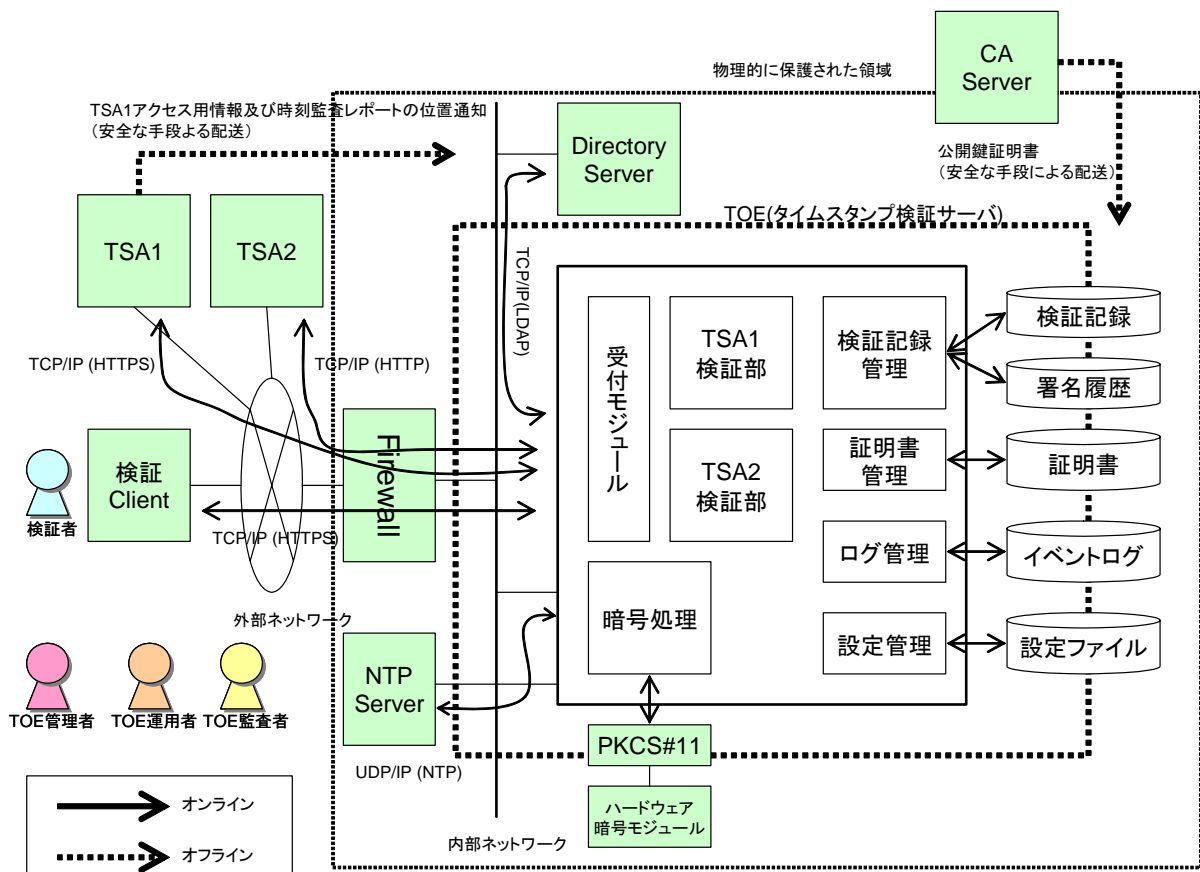 CA
Server
物理的に保護された領域
TSA1アクセス用情報及び時刻監査レポートの位置通知
（安全な手段よる配送）
Directory
Server
公開鍵証明書
（安全な手段による配送）
TOE(タイムスタンプ検証サーバ)
TSA1
TSA2
TCP/IP(LDAP)
TCP/IP (HTTPS)
TCP/IP (HTTP)
受付モジュール
TSA1
検証部
検証記録
管理
検証記録
署名履歴
検証
Client
Firewall
TSA2
検証部
証明書
管理
証明書
検証者
TCP/IP (HTTPS)
ログ管理
イベントログ
外部ネットワーク
暗号処理
設定管理
設定ファイル
NTP
Server
TOE管理者
TOE運用者
TOE監査者
PKCS#11
UDP/IP (NTP)
ハードウェア
暗号モジュール
内部ネットワーク
オンライン
オフライン